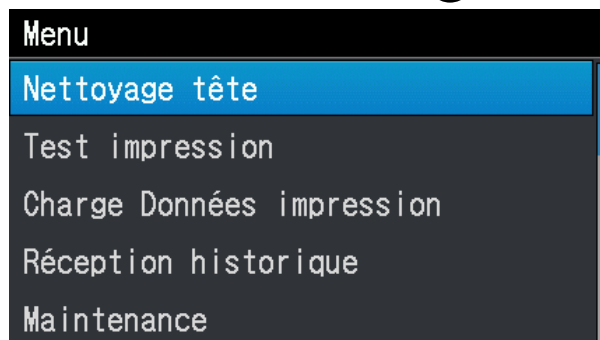 Menu
Nettoyage tête
Test impression
Charge Données impression
Réception historique
Maintenance